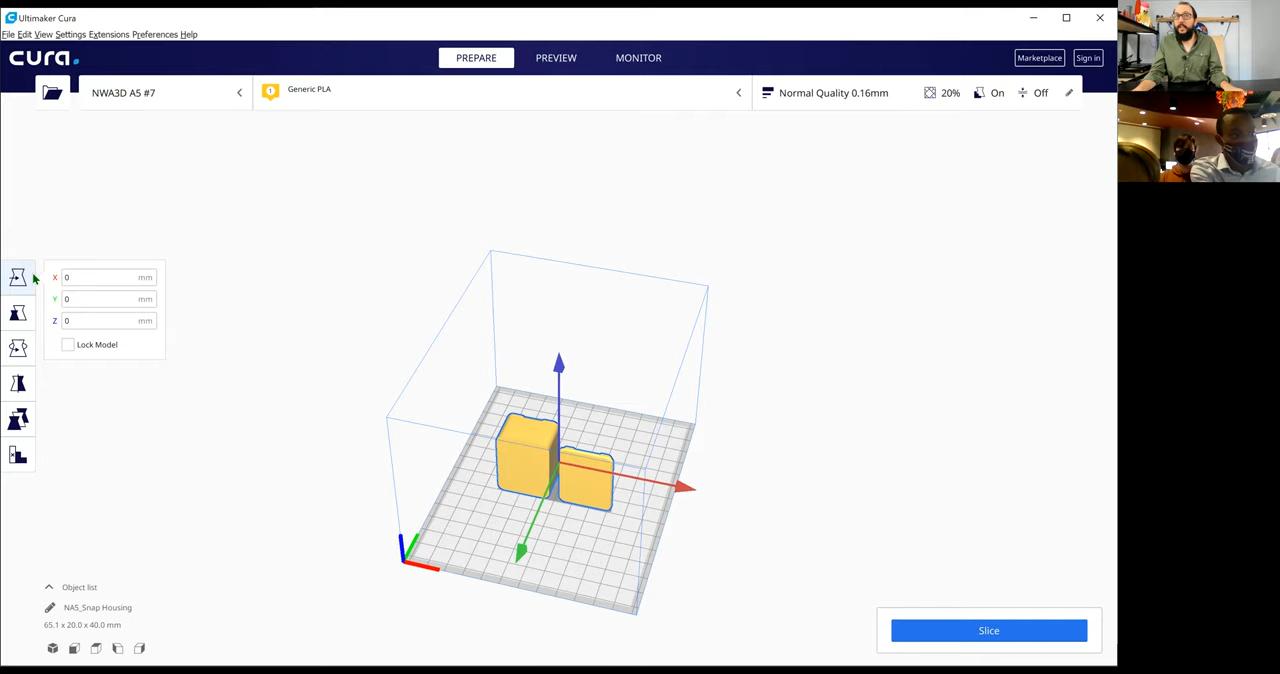 Ultimaker Cura
File Edit View Settings Extensions Preferences Help
cura.
PREPARE
PREVIEW
MONITOR
Marketplace
Sign in
NWA3D A5 #7
1
Generic PLA
Normal Quality 0.16mm
20%
On
Off
X 0 mm
Y 0 mm
Z 0 mm
Lock Model
Object list
NA5_Snap Housing
65.1 x 20.0 x 40.0 mm
Slice